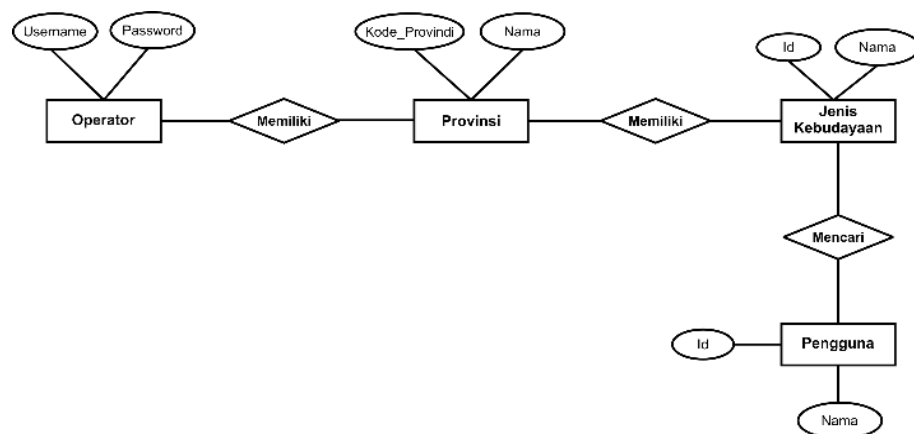 Username
Password
Kode_Provindi
Nama
Id
Nama
Operator
Memiliki
Provinsi
Memiliki
Jenis
Kebudayaan
Mencari
Id
Pengguna
Nama